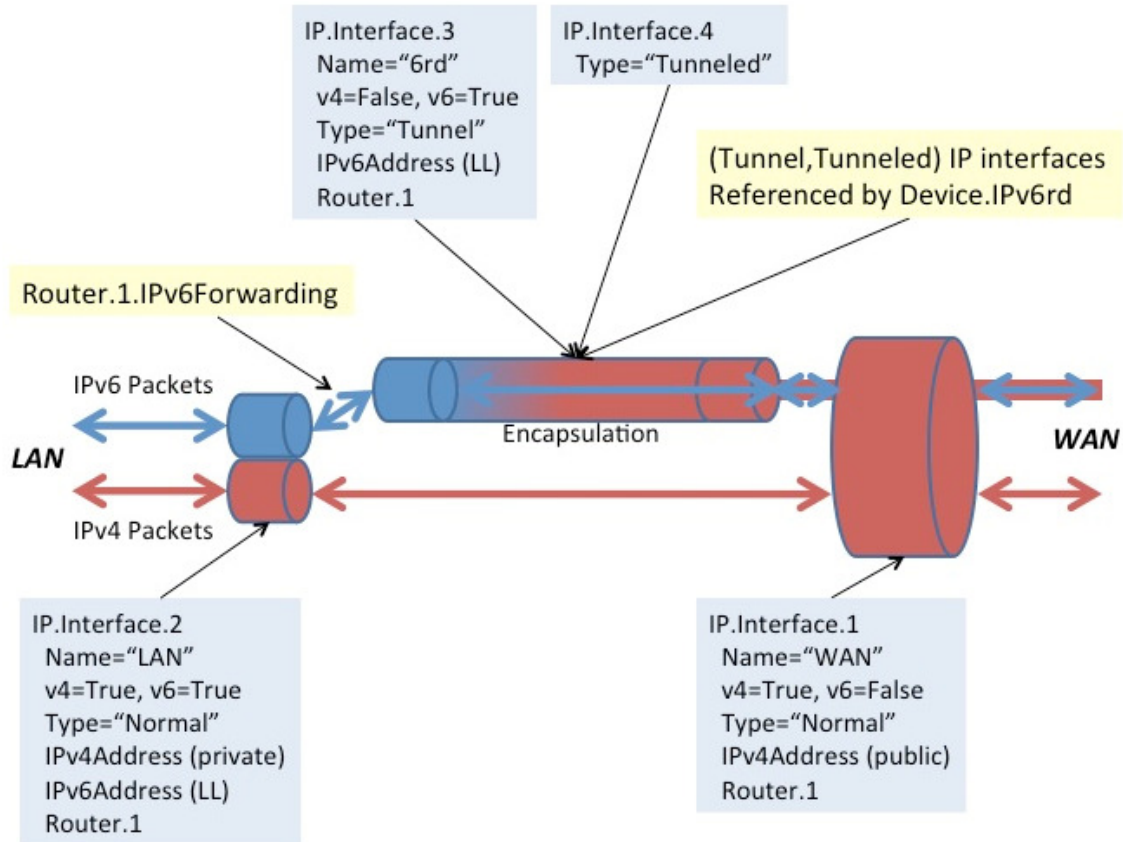 IP.Interface.3
Name=“6rd”
v4=False, v6=True
Type=“Tunnel”
IPv6Address (LL)
Router.1
IP.Interface.4
Type=“Tunneled”
(Tunnel,Tunneled) IP interfaces
Referenced by Device.IPv6rd
Router.1.IPv6Forwarding
IPv6 Packets
Encapsulation
LAN
WAN
IPv4 Packets
IP.Interface.2
Name=“LAN”
v4=True, v6=True
Type=“Normal”
IPv4Address (private)
IPv6Address (LL)
Router.1
IP.Interface.1
Name=“WAN”
v4=True, v6=False
Type=“Normal”
IPv4Address (public)
Router.1